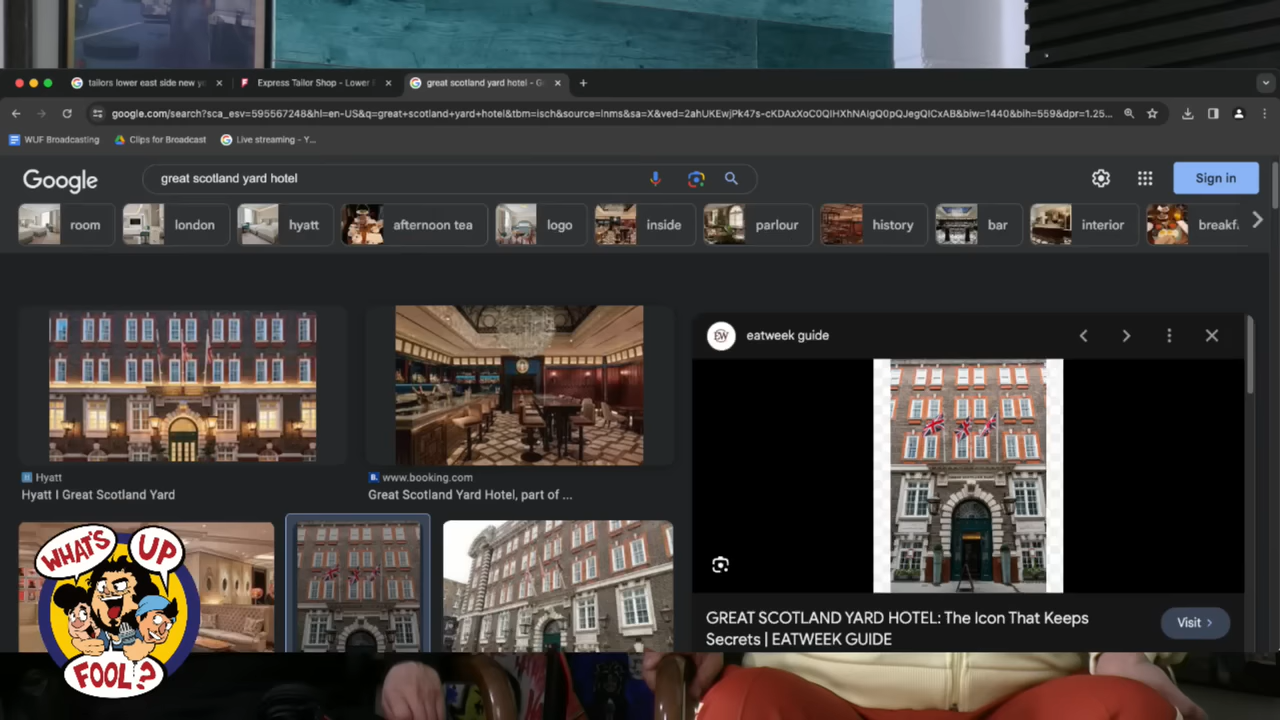 tailors lower east side new yo
Express Tailor Shop - Lower E
great scotland yard hotel - G
google.com/search?sca_esv=595567248&hl=en-US&q=great+scotland+yard+hotel&tbm=isch&source=lnms&sa=X&ved=2ahUKEwjPk47s-cKDAxXoC0QIHXhNAigQ0pQJegQICxAB&biw=1440&bih=559&dpr=1.25...
WUF Broadcasting
Clips for Broadcast
Live streaming - Y...
Google
great scotland yard hotel
Sign in
room
london
hyatt
afternoon tea
logo
inside
parlour
history
bar
interior
breakf
EW
eatweek guide
Hyatt
Hyatt I Great Scotland Yard
B. www.booking.com
Great Scotland Yard Hotel, part of ...
GREAT SCOTLAND YARD HOTEL: The Icon That Keeps
Secrets | EATWEEK GUIDE
Visit
WHAT'S
UP
FOOL?